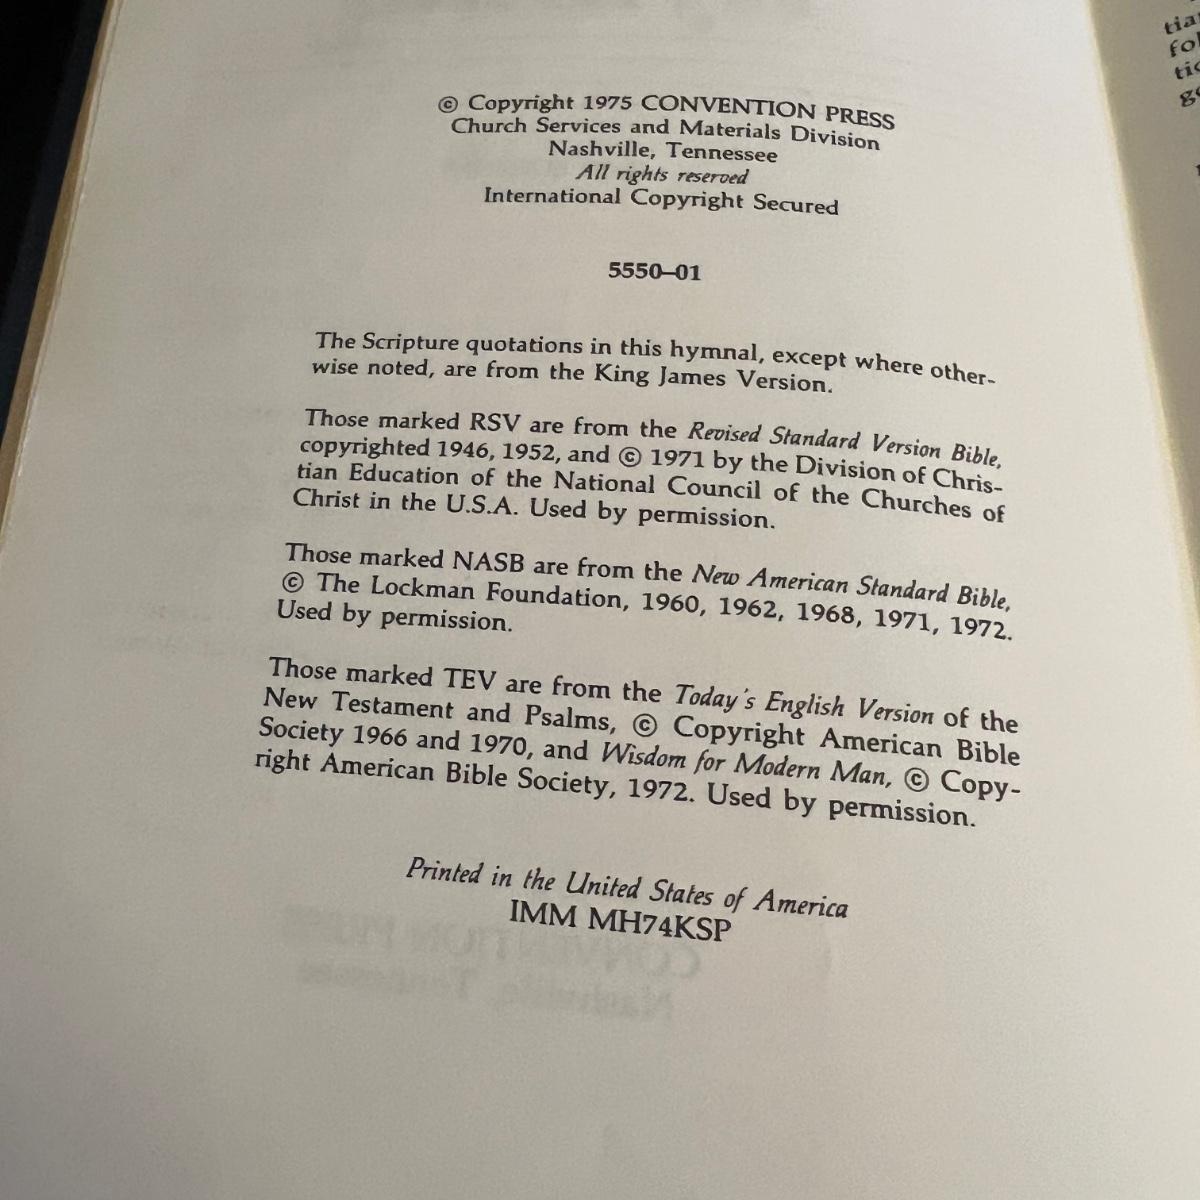 © Copyright 1975 CONVENTION PRESS
Church Services and Materials Division
Nashville, Tennessee
All rights reserved
International Copyright Secured
5550–01
The Scripture quotations in this hymnal, except where other-
wise noted, are from the King James Version.
Those marked RSV are from the Revised Standard Version Bible,
copyrighted 1946, 1952, and © 1971 by the Division of Chris-
tian Education of the National Council of the Churches of
Christ in the U.S.A. Used by permission.
Those marked NASB are from the New American Standard Bible,
© The Lockman Foundation, 1960, 1962, 1968, 1971, 1972.
Used by permission.
Those marked TEV are from the Today's English Version of the
New Testament and Psalms, © Copyright American Bible
Society 1966 and 1970, and Wisdom for Modern Man, © Copy-
right American Bible Society, 1972. Used by permission.
Printed in the United States of America
IMM MH74KSP